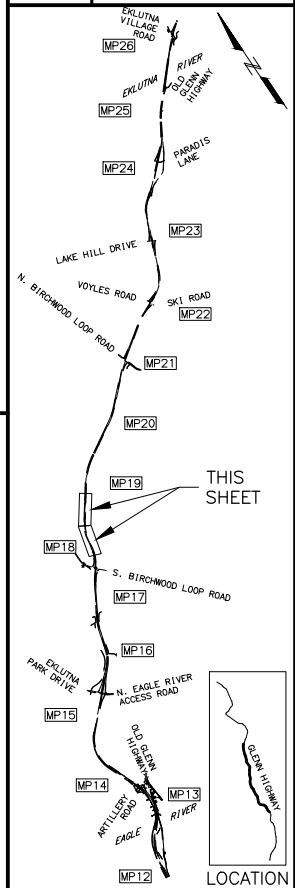 EKLUTNA
VILLAGE
ROAD
MP26
EKLUTNA RIVER
OLD
GLENN
HIGHWAY
MP25
PARADIS
LANE
MP24
MP23
LAKE HILL DRIVE
VOYLES ROAD
SKI ROAD
MP22
N. BIRCHWOOD LOOP ROAD
MP21
MP20
MP19
THIS
SHEET
MP18
S. BIRCHWOOD LOOP ROAD
MP17
MP16
EKLUTNA
PARK DRIVE
N. EAGLE RIVER
ACCESS ROAD
MP15
OLD GLENN
HIGHWAY
MP14
MP13
ARTILLERY
ROAD
EAGLE RIVER
MP12
GLENN HIGHWAY
LOCATION
N